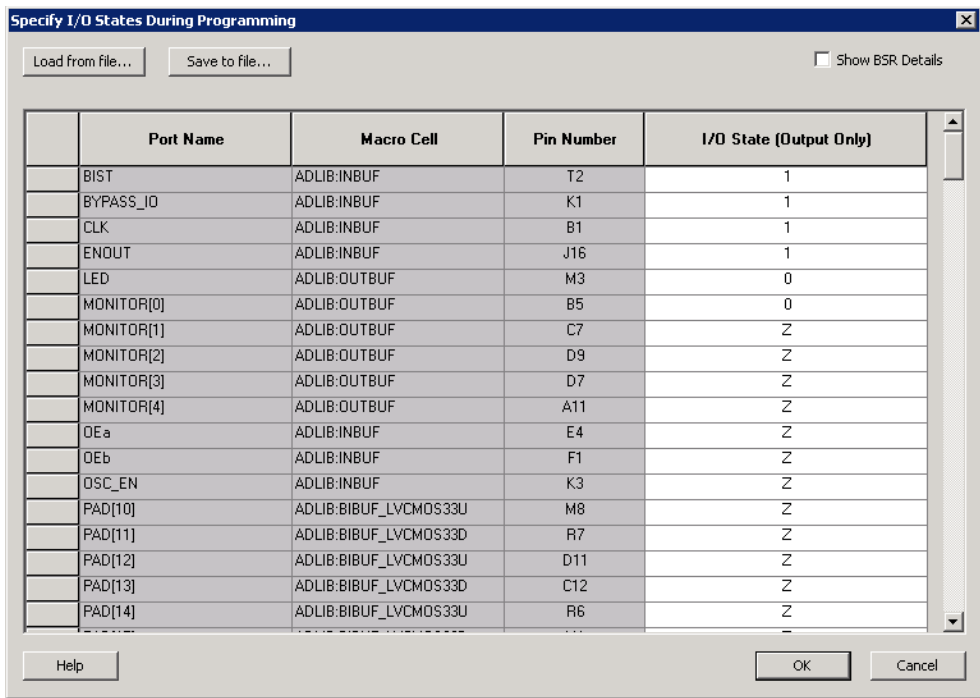 Specify I/O States During Programming
Load from file... Save to file... Show BSR Details
Port Name Macro Cell Pin Number I/O State (Output Only)
BIST ADLIB:INBUF T2 1
BYPASS_IO ADLIB:INBUF K1 1
CLK ADLIB:INBUF B1 1
ENOUT ADLIB:INBUF J16 1
LED ADLIB:OUTBUF M3 0
MONITOR[0] ADLIB:OUTBUF B5 0
MONITOR[1] ADLIB:OUTBUF C7 Z
MONITOR[2] ADLIB:OUTBUF D9 Z
MONITOR[3] ADLIB:OUTBUF D7 Z
MONITOR[4] ADLIB:OUTBUF A11 Z
OEa ADLIB:INBUF E4 Z
OEb ADLIB:INBUF F1 Z
OSC_EN ADLIB:INBUF K3 Z
PAD[10] ADLIB:BIBUF_LVCMOS33U M8 Z
PAD[11] ADLIB:BIBUF_LVCMOS33D R7 Z
PAD[12] ADLIB:BIBUF_LVCMOS33U D11 Z
PAD[13] ADLIB:BIBUF_LVCMOS33D C12 Z
PAD[14] ADLIB:BIBUF_LVCMOS33U R6 Z
Help OK Cancel